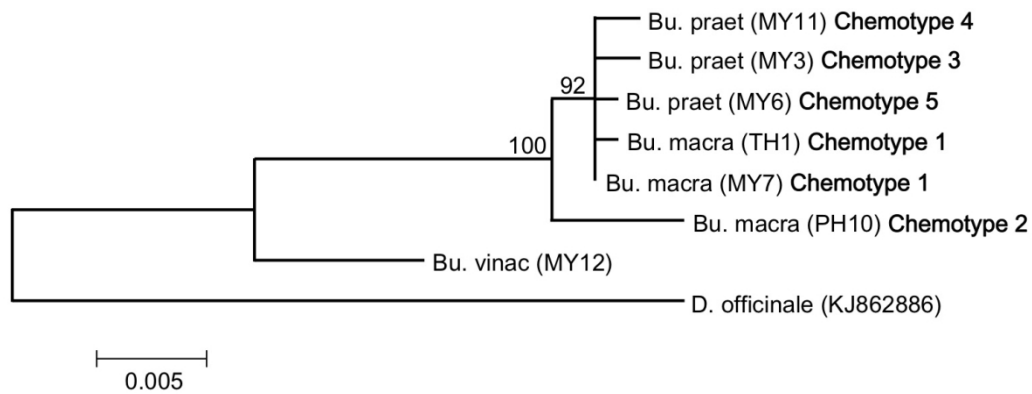 Bu. praet (MY11) Chemotype 4
Bu. praet (MY3) Chemotype 3
92
Bu. praet (MY6) Chemotype 5
Bu. macra (TH1) Chemotype 1
100
Bu. macra (MY7) Chemotype 1
Bu. macra (PH10) Chemotype 2
Bu. vinac (MY12)
D. officinale (KJ862886)
0.005